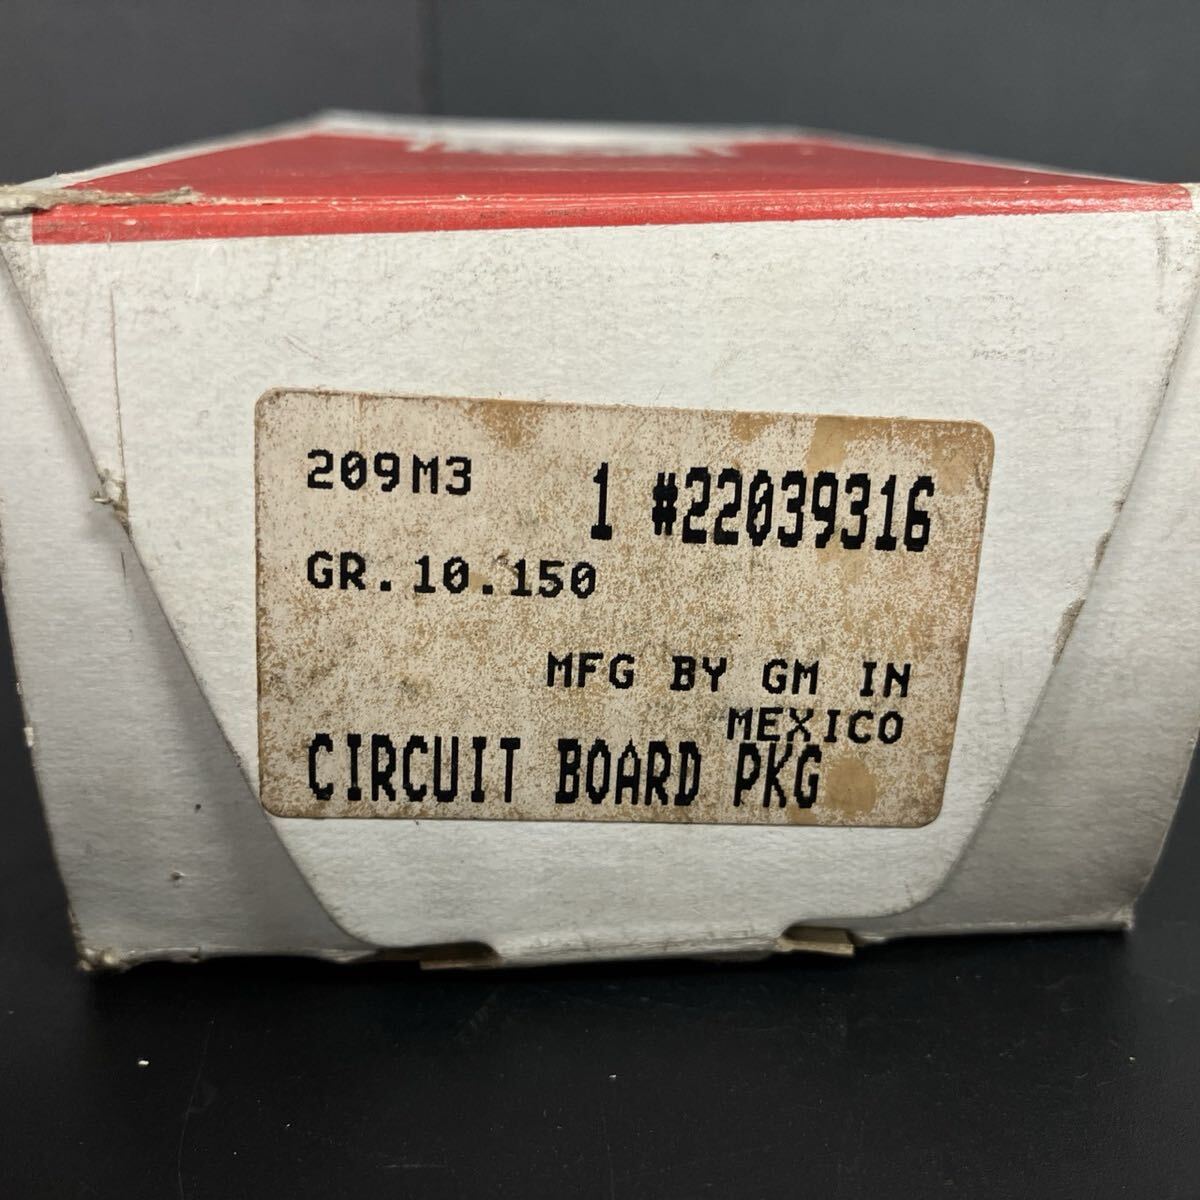 209M3 1 #22039316
GR.10.150
MFG BY GM IN
MEXICO
CIRCUIT BOARD PKG